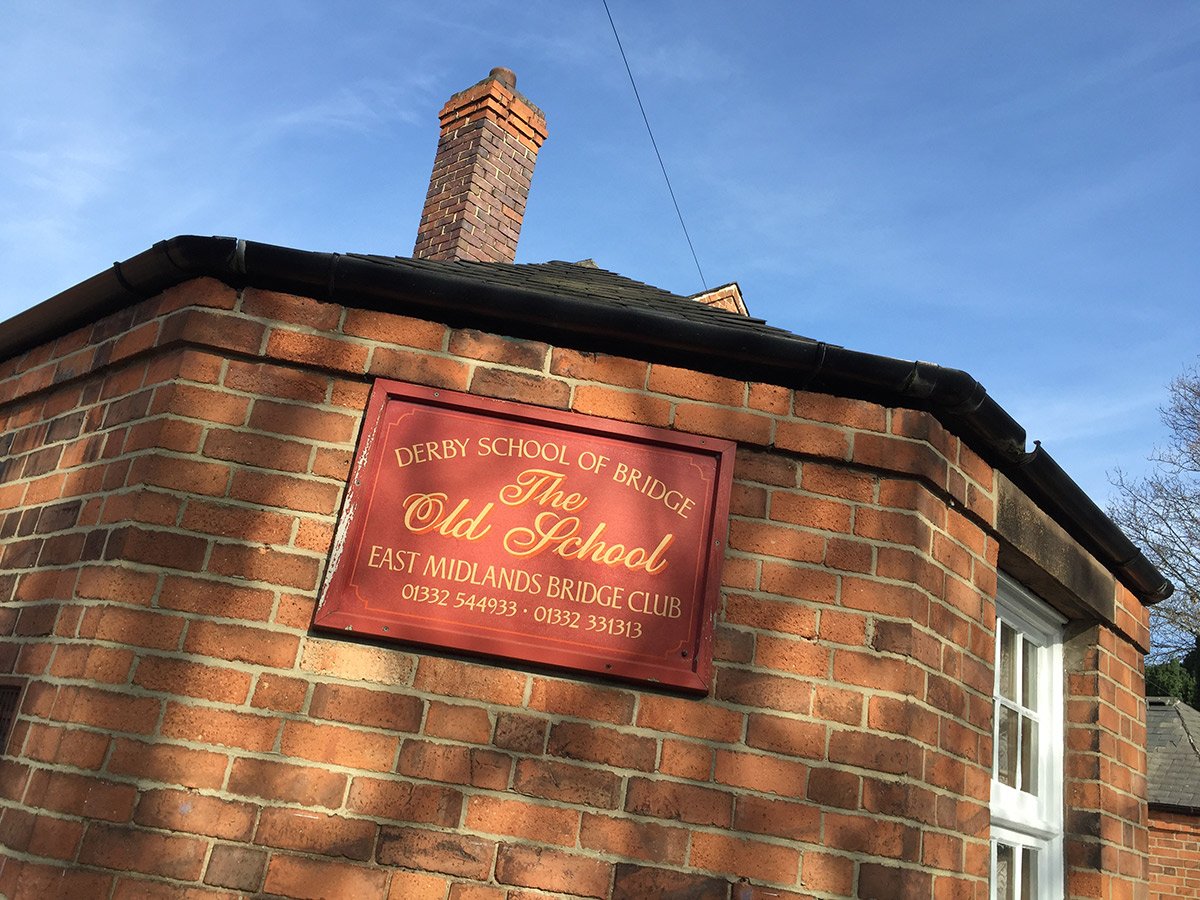 DERBY SCHOOL OF BRIDGE
The
Old School
EAST MIDLANDS BRIDGE CLUB
01332 544933 · 01332 331313